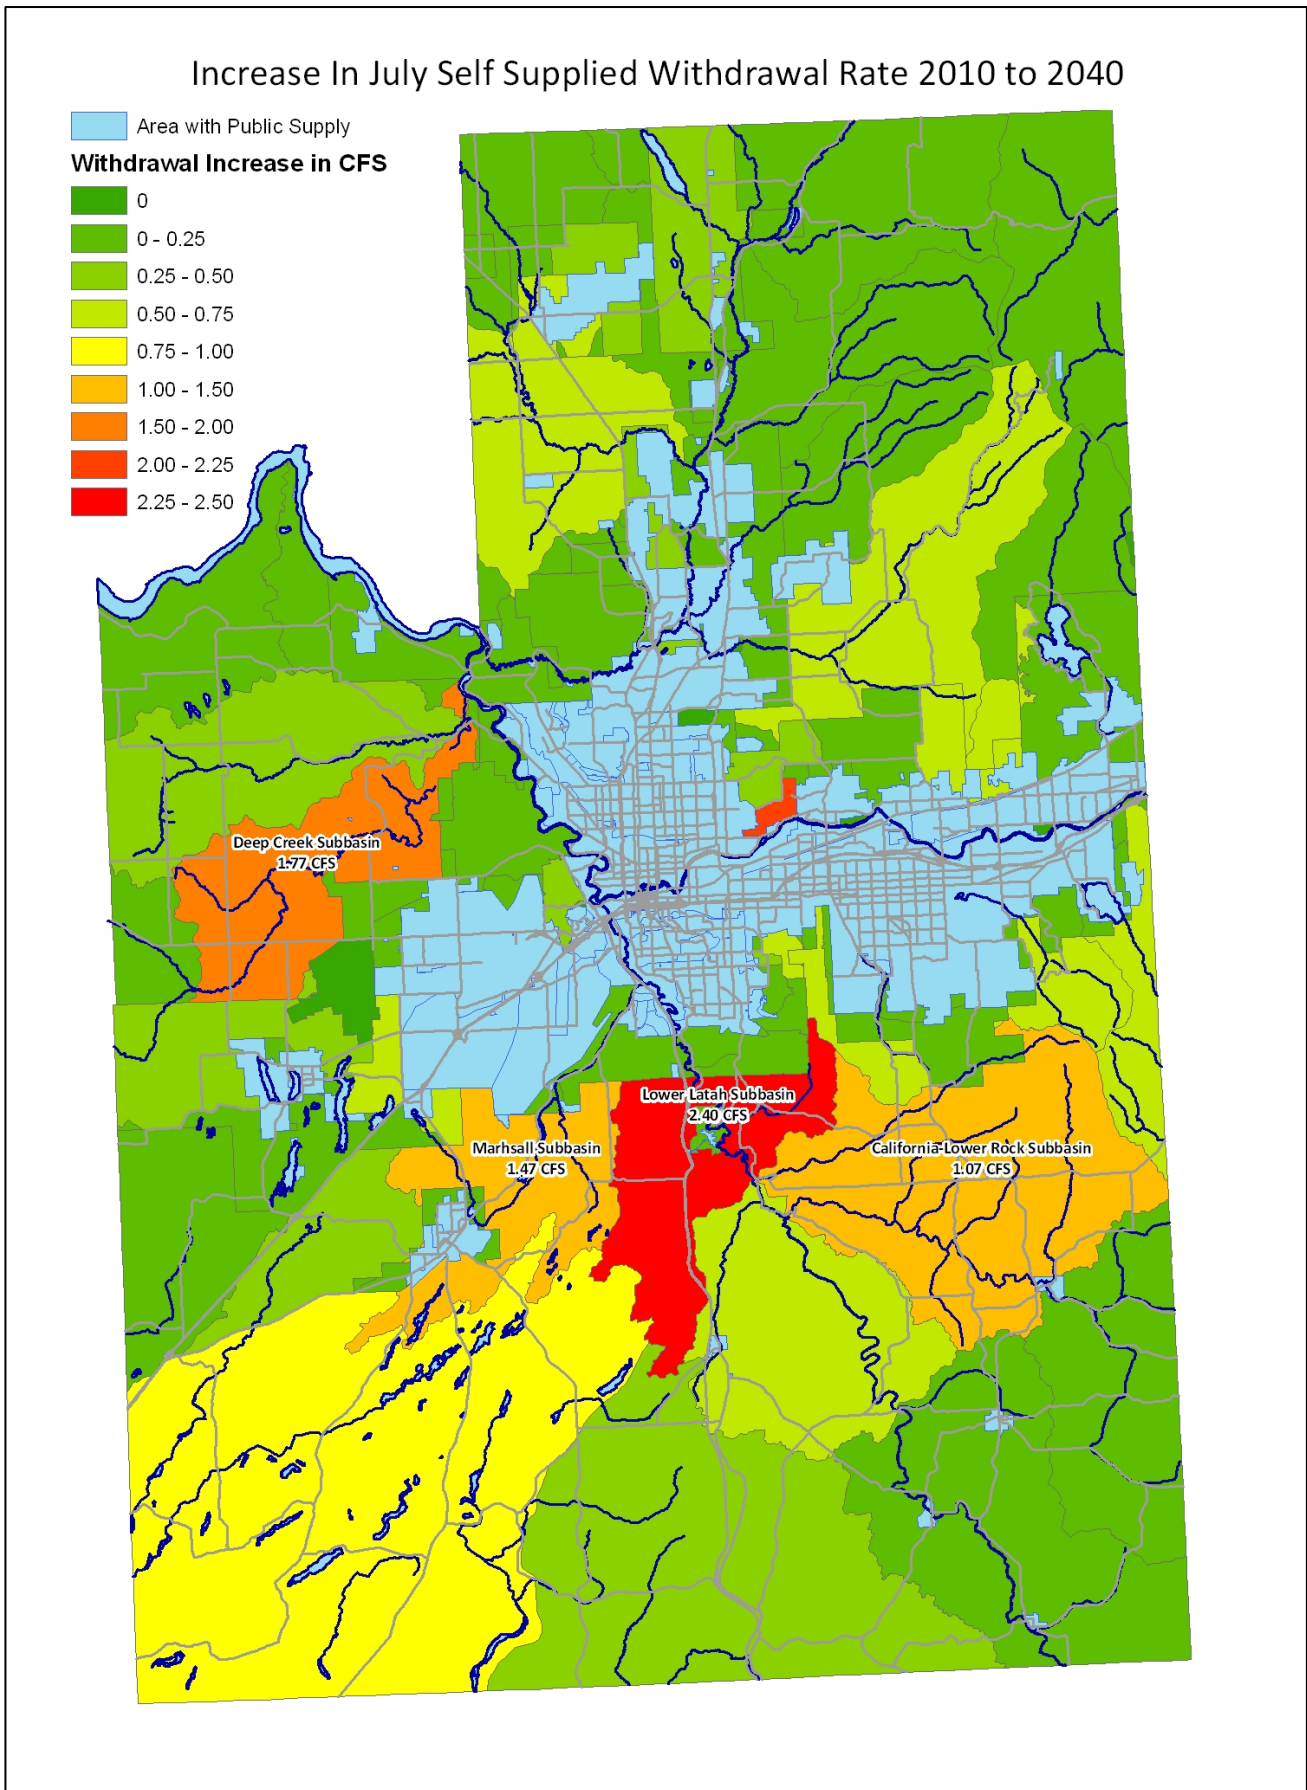 Increase In July Self Supplied Withdrawal Rate 2010 to 2040
Area with Public Supply
Withdrawal Increase in CFS
0
0 - 0.25
0.25 - 0.50
0.50 - 0.75
0.75 - 1.00
1.00 - 1.50
1.50 - 2.00
2.00 - 2.25
2.25 - 2.50
Deep Creek Subbasin
1.77 CFS
Lower Latah Subbasin
2.40 CFS
Marhsall Subbasin
1.47 CFS
California-Lower Rock Subbasin
1.07 CFS